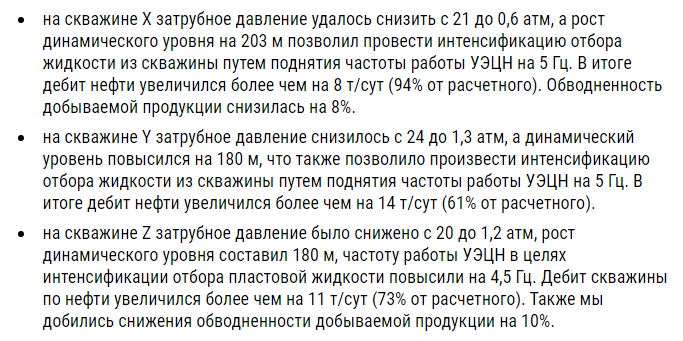 • на скважине X затрубное давление удалось снизить с 21 до 0,6 атм, а рост
динамического уровня на 203 м позволил провести интенсификацию отбора
жидкости из скважины путем поднятия частоты работы УЭЦН на 5 Гц. В итоге
дебит нефти увеличился более чем на 8 т/сут (94% от расчетного). Обводненность
добываемой продукции снизилась на 8%.
• на скважине Y затрубное давление снизилось с 24 до 1,3 атм, а динамический
уровень повысился на 180 м, что также позволило произвести интенсификацию
отбора жидкости из скважины путем поднятия частоты работы УЭЦН на 5 Гц. В
итоге дебит нефти увеличился более чем на 14 т/сут (61% от расчетного).
• на скважине Z затрубное давление было снижено с 20 до 1,2 атм, рост
динамического уровня составил 180 м, частоту работы УЭЦН в целях
интенсификации отбора пластовой жидкости повысили на 4,5 Гц. Дебит скважины
по нефти увеличился более чем на 11 т/сут (73% от расчетного). Также мы
добились снижения обводненности добываемой продукции на 10%.